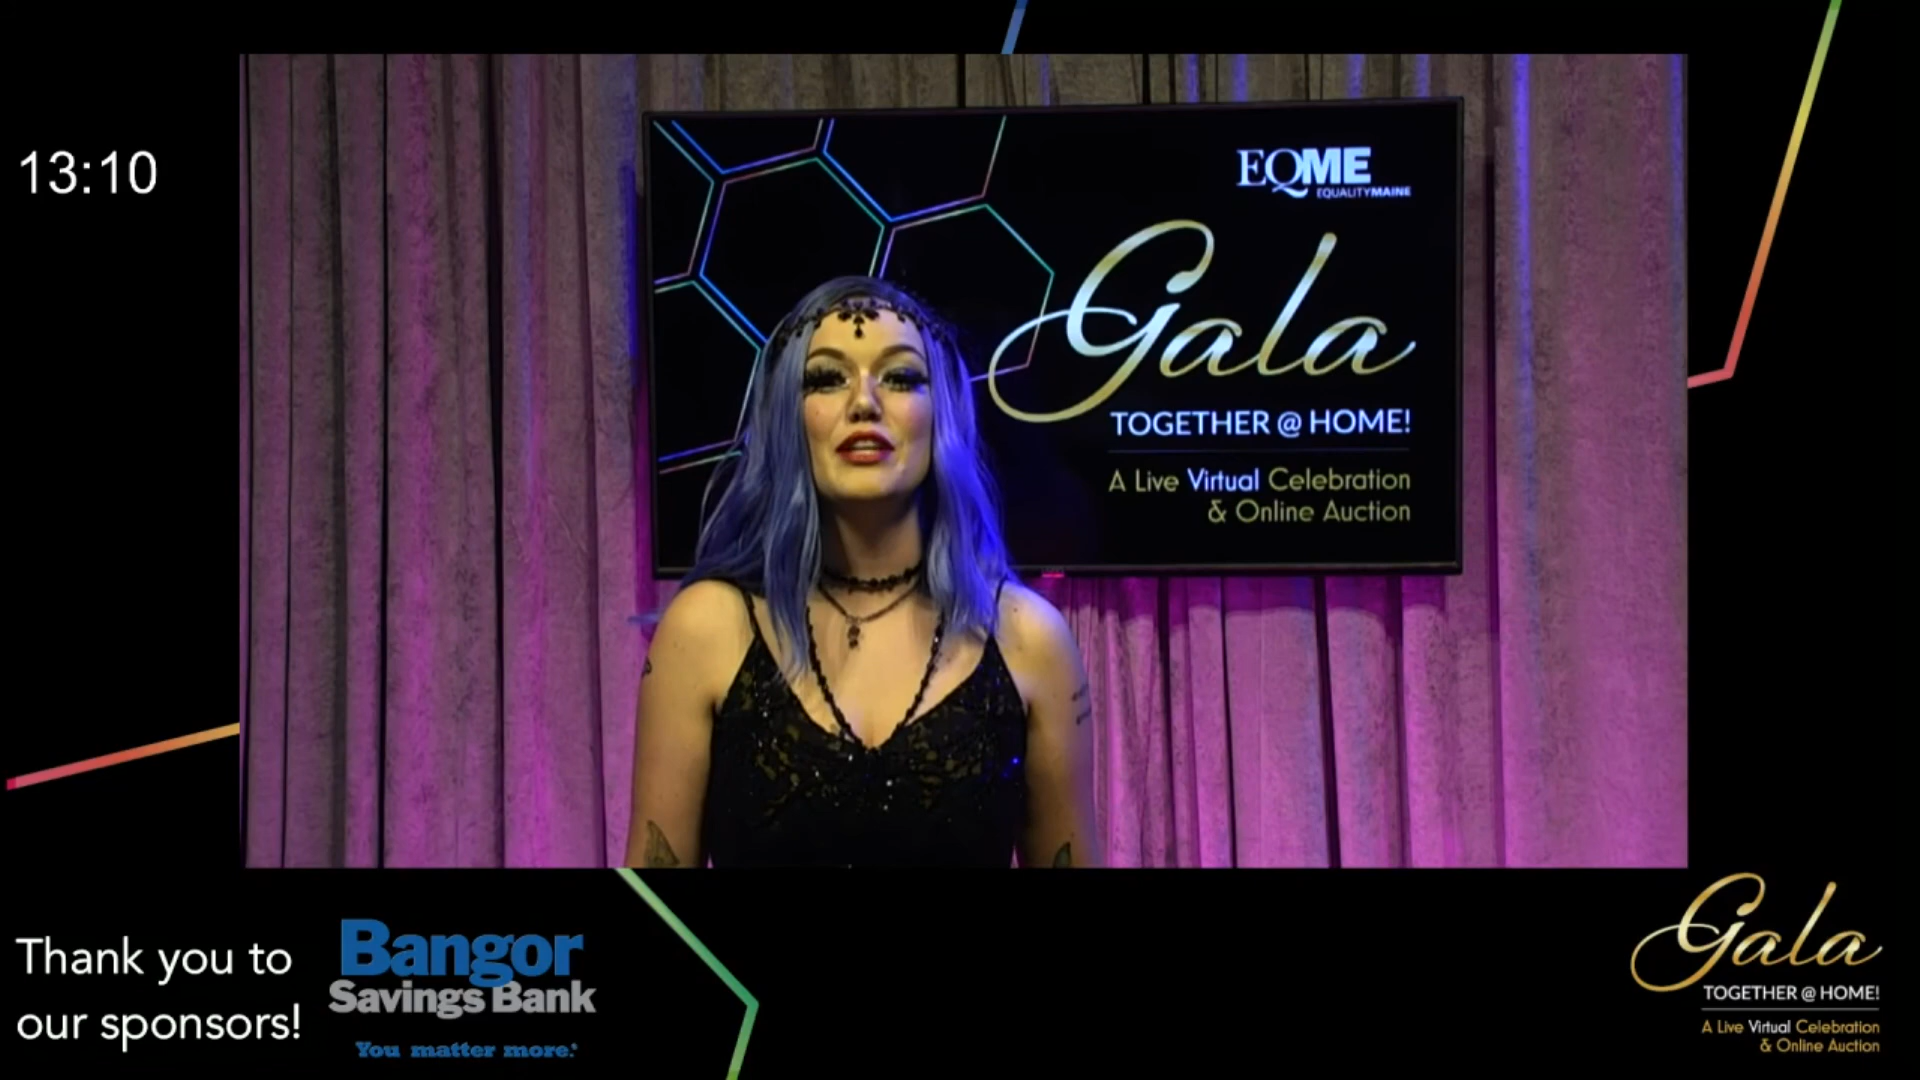 13:10
EQME
EQUALITYMAINE
Gala
TOGETHER @ HOME!
A Live Virtual Celebration
& Online Auction
Thank you to
our sponsors!
Bangor
Savings Bank
You matter more.®
Gala
TOGETHER @ HOME!
A Live Virtual Celebration
& Online Auction